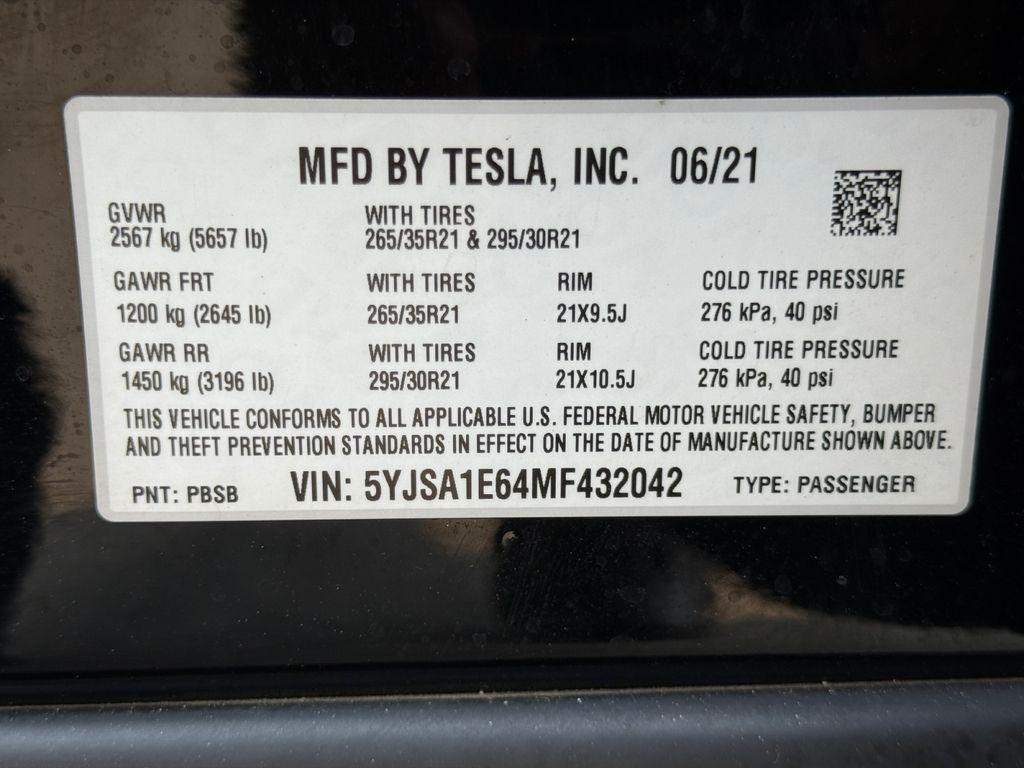 MFD BY TESLA, INC. 06/21
GVWR WITH TIRES
2567 kg (5657 lb) 265/35R21 & 295/30R21
GAWR FRT WITH TIRES RIM COLD TIRE PRESSURE
1200 kg (2645 lb) 265/35R21 21X9.5J 276 kPa, 40 psi
GAWR RR WITH TIRES RIM COLD TIRE PRESSURE
1450 kg (3196 lb) 295/30R21 21X10.5J 276 kPa, 40 psi
THIS VEHICLE CONFORMS TO ALL APPLICABLE U.S. FEDERAL MOTOR VEHICLE SAFETY, BUMPER
AND THEFT PREVENTION STANDARDS IN EFFECT ON THE DATE OF MANUFACTURE SHOWN ABOVE.
PNT: PBSB VIN: 5YJSA1E64MF432042 TYPE: PASSENGER